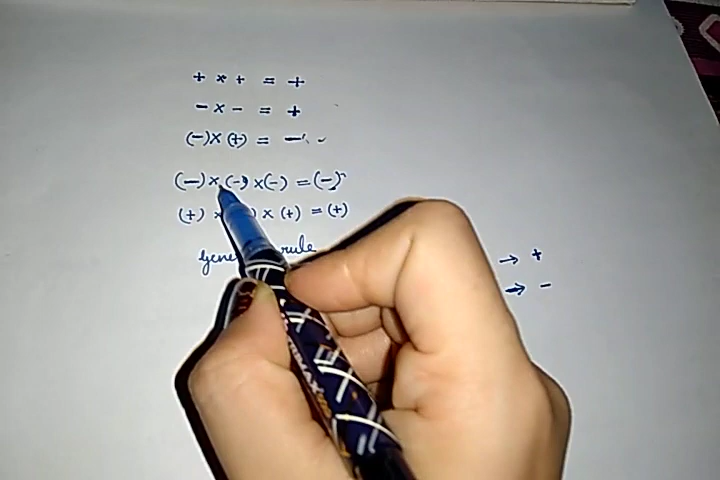 + x + = +
- x - = +
(-) x (+) = -
(-) x (-) x (-) = (-)
(+) x x (+) = (+)
rule
→ +
→ -